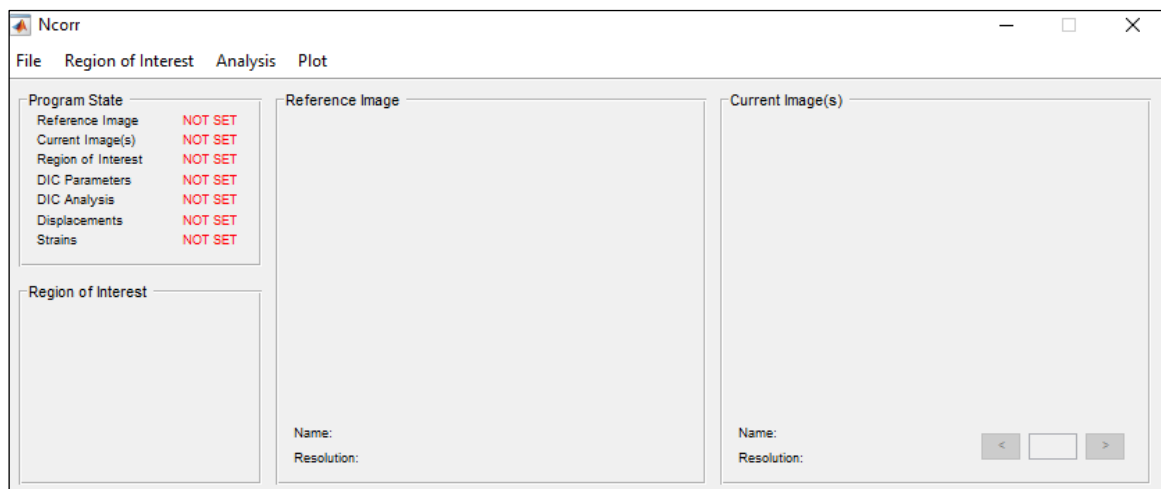 Ncorr
File Region of Interest Analysis Plot
Program State
Reference Image NOT SET
Current Image(s) NOT SET
Region of Interest NOT SET
DIC Parameters NOT SET
DIC Analysis NOT SET
Displacements NOT SET
Strains NOT SET
Region of Interest
Reference Image
Name:
Resolution:
Current Image(s)
Name:
Resolution:
< >